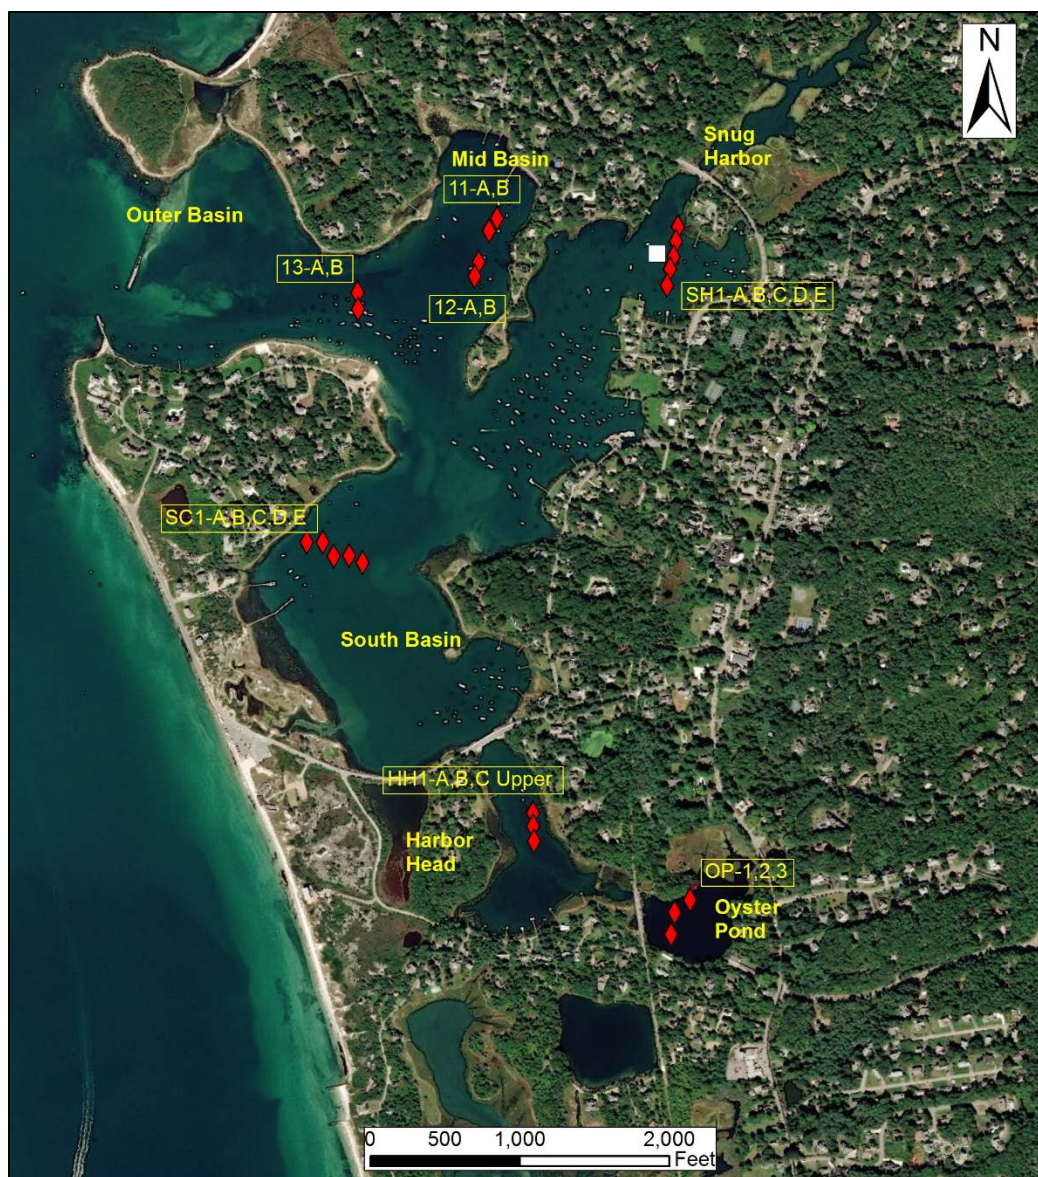 N
Snug
Harbor
Mid Basin
11-A,B
Outer Basin
13-A,B
12-A,B
SH1-A,B,C,D,E
SC1-A,B,C,D,E
South Basin
HH1-A,B,C Upper
Harbor
Head
OP-1,2,3
Oyster
Pond
0 500 1,000 2,000
Feet